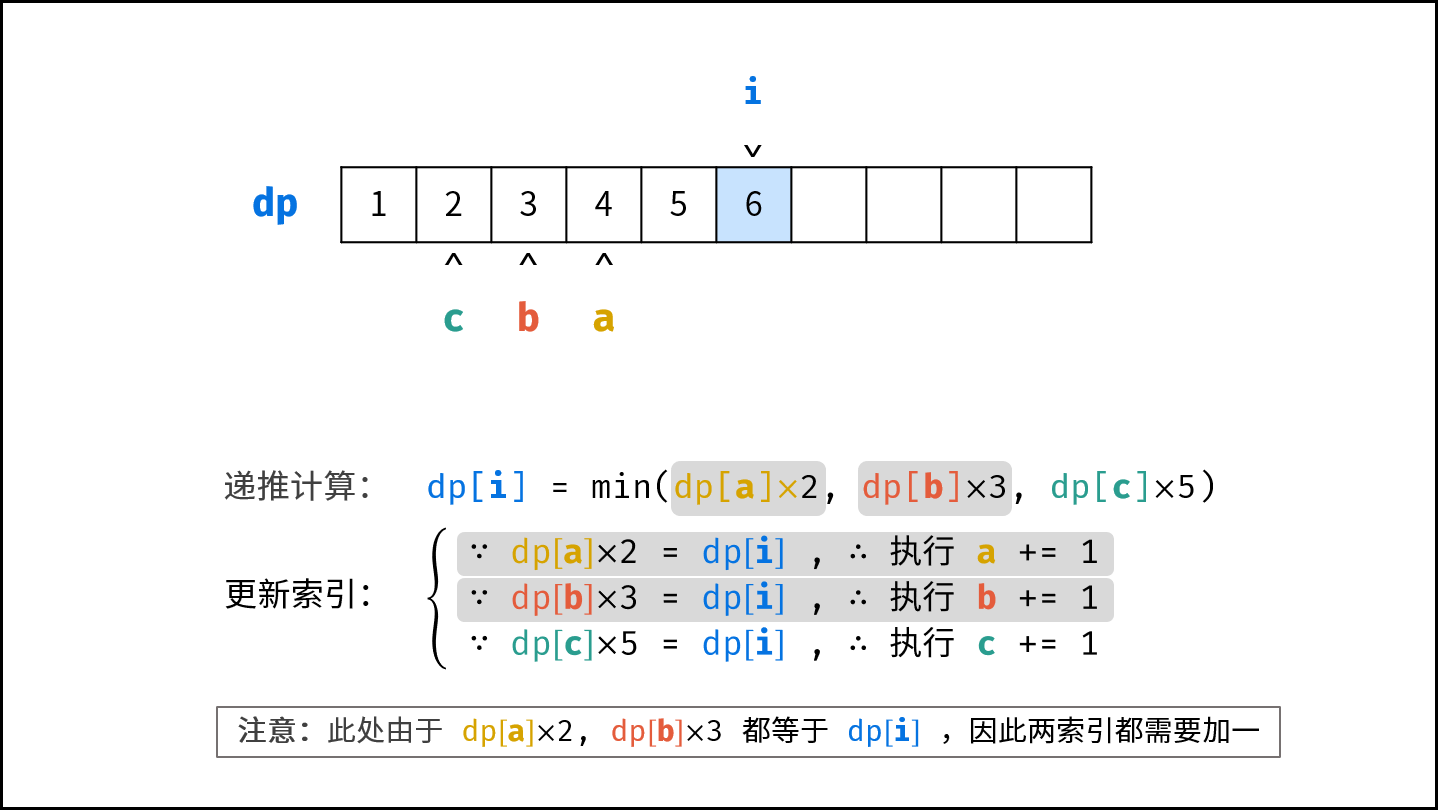 i
dp 1 2 3 4 5 6
c b a
递推计算： dp[i] = min(dp[a]×2, dp[b]×3, dp[c]×5)
∵ dp[a]×2 = dp[i] , ∴ 执行 a += 1
更新索引： ∵ dp[b]×3 = dp[i] , ∴ 执行 b += 1
∵ dp[c]×5 = dp[i] , ∴ 执行 c += 1
注意：此处由于 dp[a]×2, dp[b]×3 都等于 dp[i] ，因此两索引都需要加一